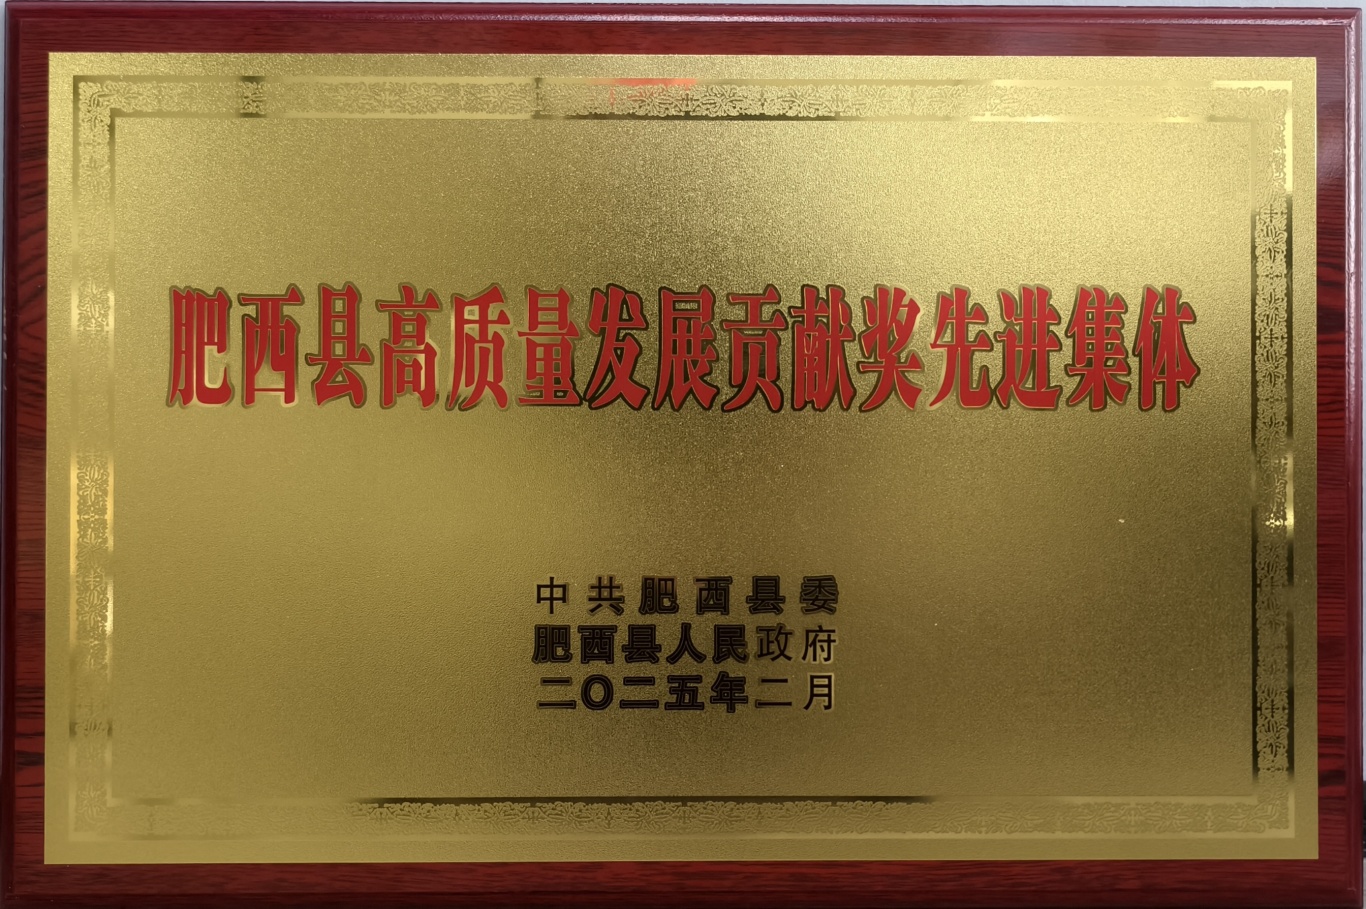 肥西县高质量发展贡献奖先进集体
中共肥西县委
肥西县人民政府
二〇二五年二月